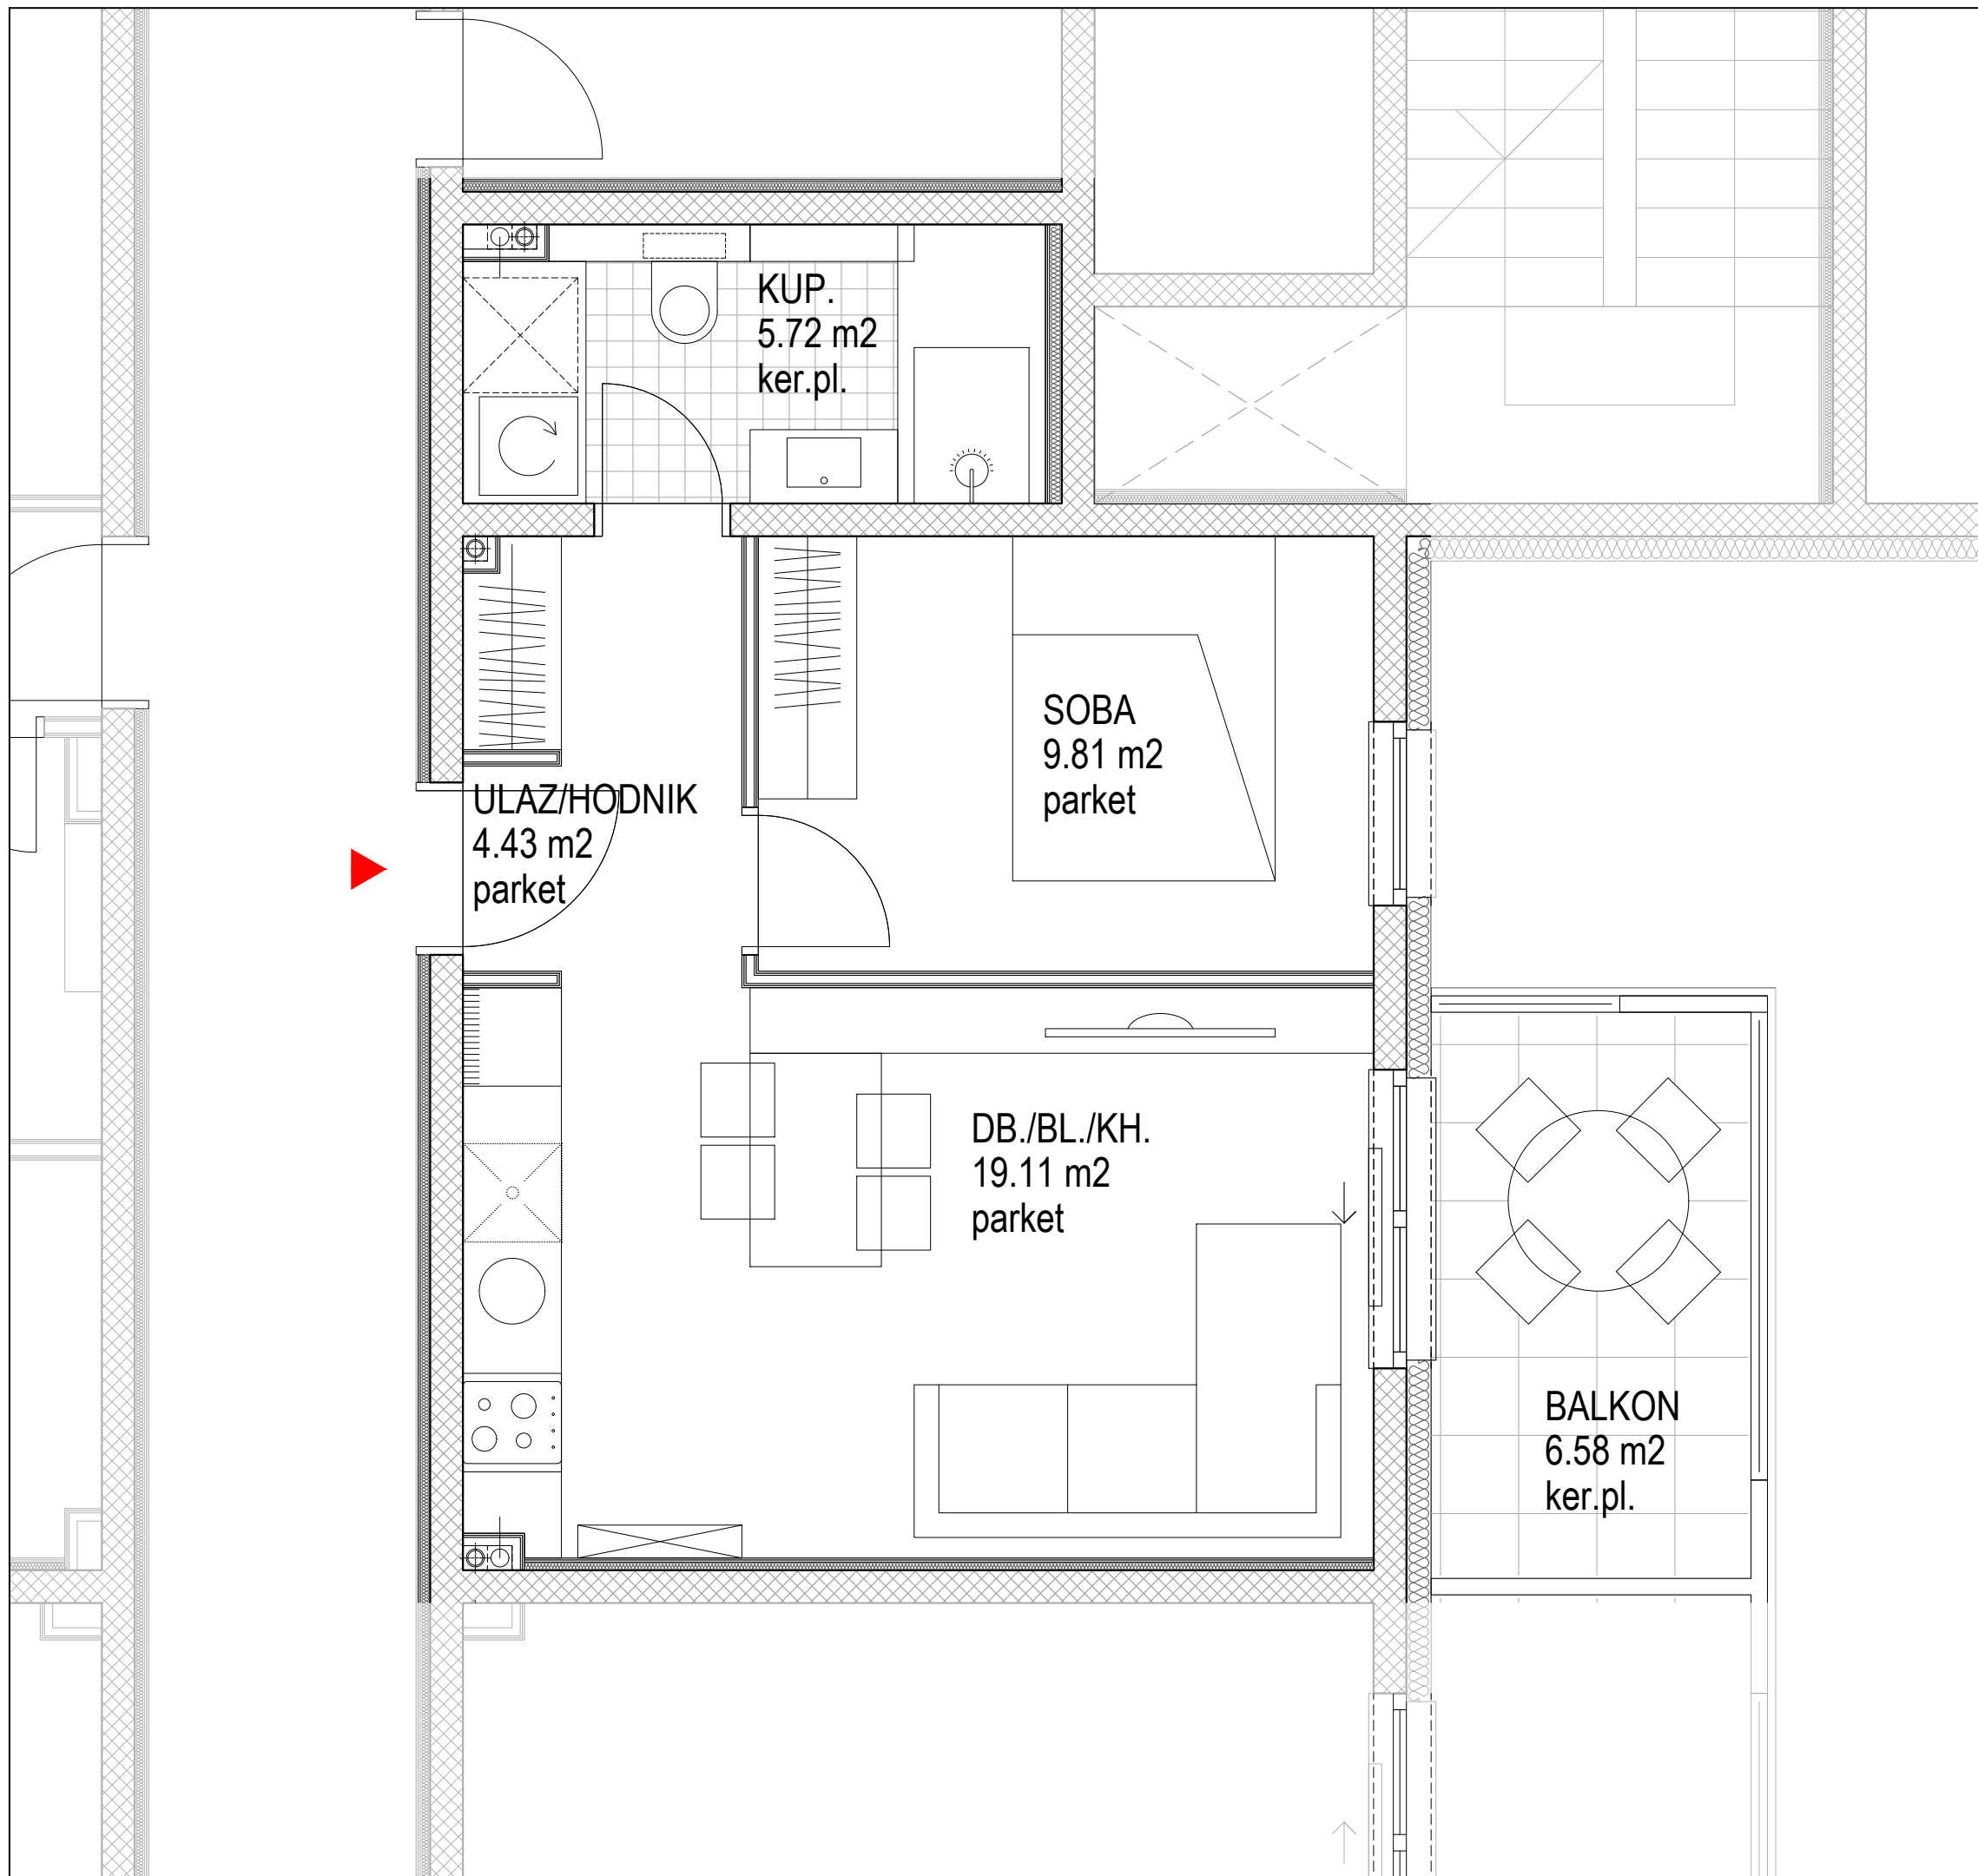 KUP.
5.72 m2
ker.pl.
SOBA
9.81 m2
parket
ULAZ/HODNIK
4.43 m2
parket
DB./BL./KH.
19.11 m2
parket
BALKON
6.58 m2
ker.pl.